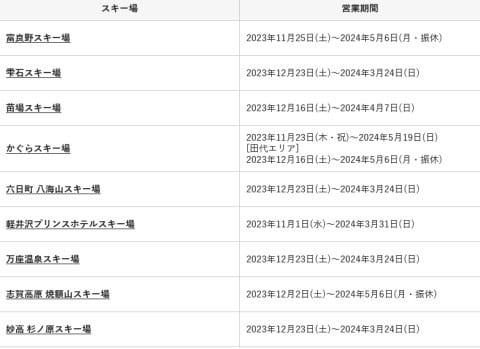 スキー場 営業期間
富良野スキー場 2023年11月25日(土)～2024年5月6日(月・振休)
雫石スキー場 2023年12月23日(土)～2024年3月24日(日)
苗場スキー場 2023年12月16日(土)～2024年4月7日(日)
かぐらスキー場 2023年11月23日(木・祝)～2024年5月19日(日)
[田代エリア]
2023年12月16日(土)～2024年5月6日(月・振休)
六日町 八海山スキー場 2023年12月23日(土)～2024年3月24日(日)
軽井沢プリンスホテルスキー場 2023年11月1日(水)～2024年3月31日(日)
万座温泉スキー場 2023年12月23日(土)～2024年3月24日(日)
志賀高原 焼額山スキー場 2023年12月2日(土)～2024年5月6日(月・振休)
妙高 杉ノ原スキー場 2023年12月23日(土)～2024年3月24日(日)